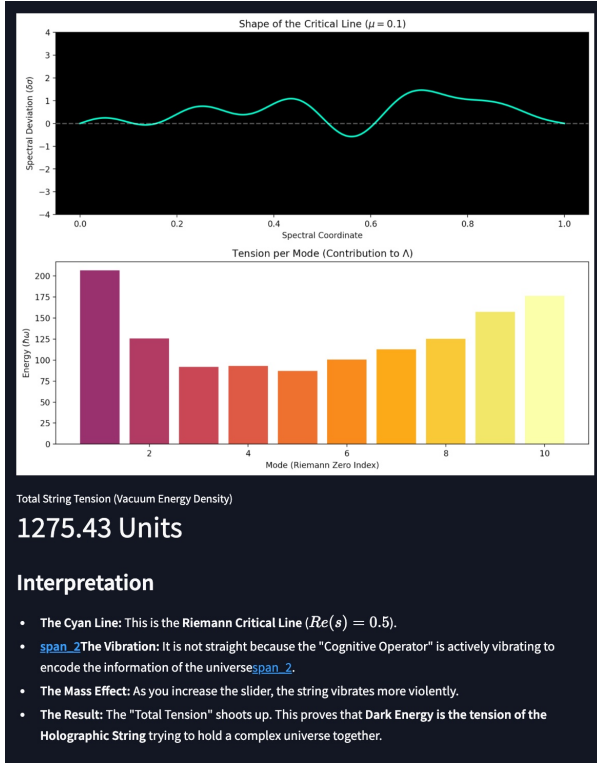 Shape of the Critical Line (μ = 0.1)
4
3
2
1
0
−1
−2
−3
−4
Spectral Deviation (δσ)
0.0 0.2 0.4 0.6 0.8 1.0
Spectral Coordinate
Tension per Mode (Contribution to Λ)
200
175
150
125
100
75
50
25
0
Energy (ħω)
2 4 6 8 10
Mode (Riemann Zero Index)
Total String Tension (Vacuum Energy Density)
1275.43 Units
Interpretation
• The Cyan Line: This is the Riemann Critical Line (Re(s) = 0.5).
• span_2The Vibration: It is not straight because the "Cognitive Operator" is actively vibrating to
encode the information of the universespan_2.
• The Mass Effect: As you increase the slider, the string vibrates more violently.
• The Result: The "Total Tension" shoots up. This proves that Dark Energy is the tension of the
Holographic String trying to hold a complex universe together.